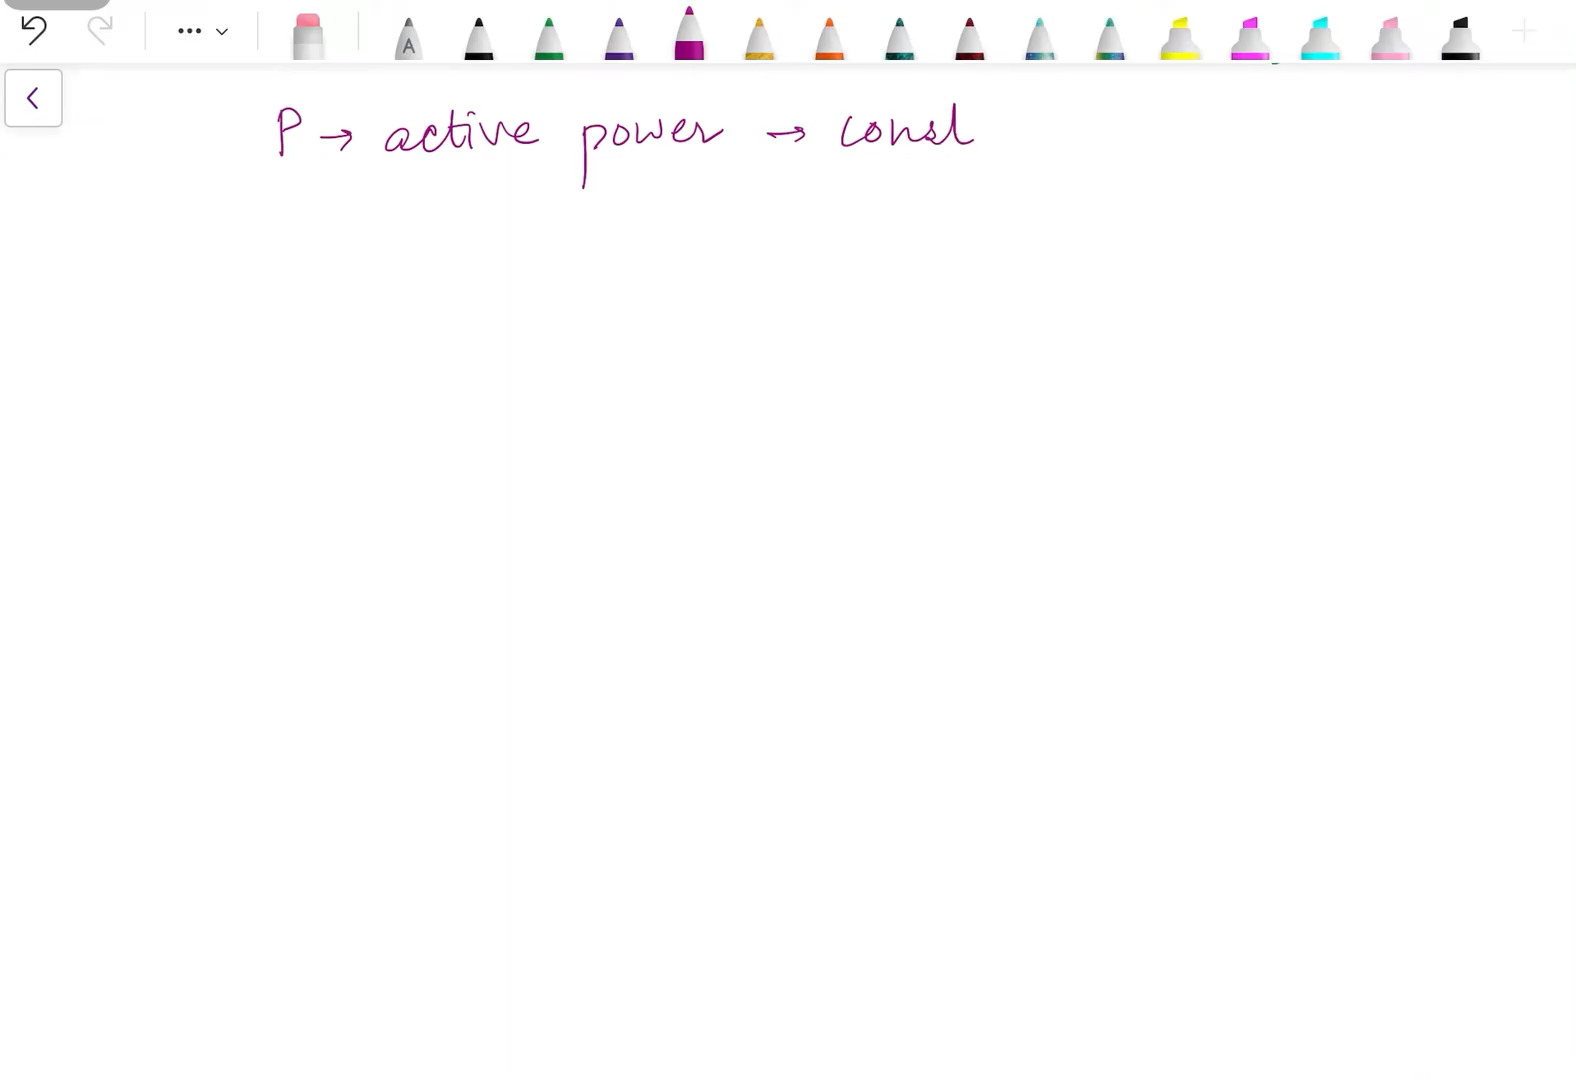 P → active power → const